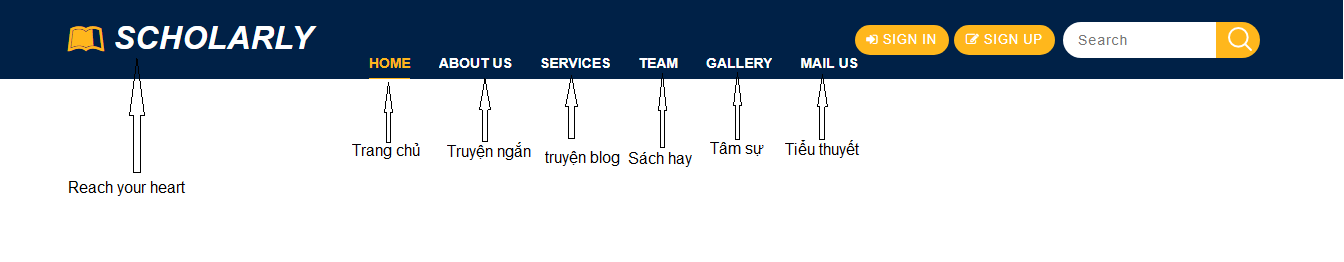 SCHOLARLY
SIGN IN SIGN UP Search
HOME ABOUT US SERVICES TEAM GALLERY MAIL US
Trang chủ Truyện ngắn truyện blog Sách hay Tâm sự Tiểu thuyết
Reach your heart